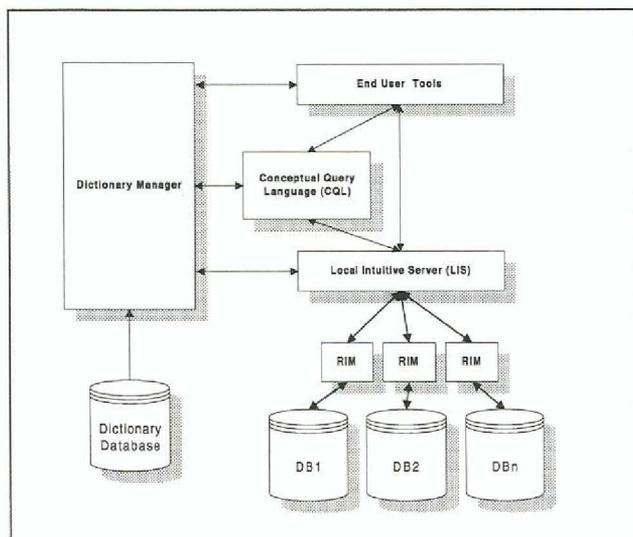 End User Tools
Dictionary Manager
Conceptual Query
Language (CQL)
Local Intuitive Server (LIS)
RIM
RIM
RIM
Dictionary
Database
DB1
DB2
DBn